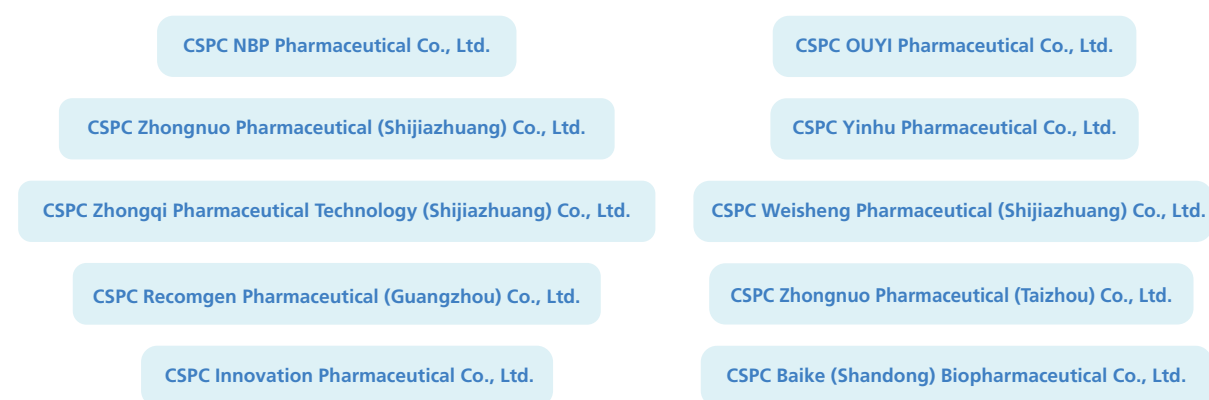 CSPC NBP Pharmaceutical Co., Ltd.
CSPC OUYI Pharmaceutical Co., Ltd.
CSPC Zhongnuo Pharmaceutical (Shijiazhuang) Co., Ltd.
CSPC Yinhu Pharmaceutical Co., Ltd.
CSPC Zhongqi Pharmaceutical Technology (Shijiazhuang) Co., Ltd.
CSPC Weisheng Pharmaceutical (Shijiazhuang) Co., Ltd.
CSPC Recomgen Pharmaceutical (Guangzhou) Co., Ltd.
CSPC Zhongnuo Pharmaceutical (Taizhou) Co., Ltd.
CSPC Innovation Pharmaceutical Co., Ltd.
CSPC Baike (Shandong) Biopharmaceutical Co., Ltd.